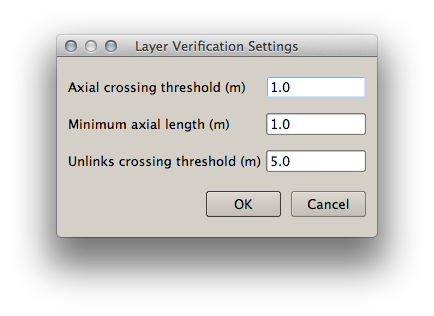 Layer Verification Settings
Axial crossing threshold (m) 1.0
Minimum axial length (m) 1.0
Unlinks crossing threshold (m) 5.0
OK Cancel